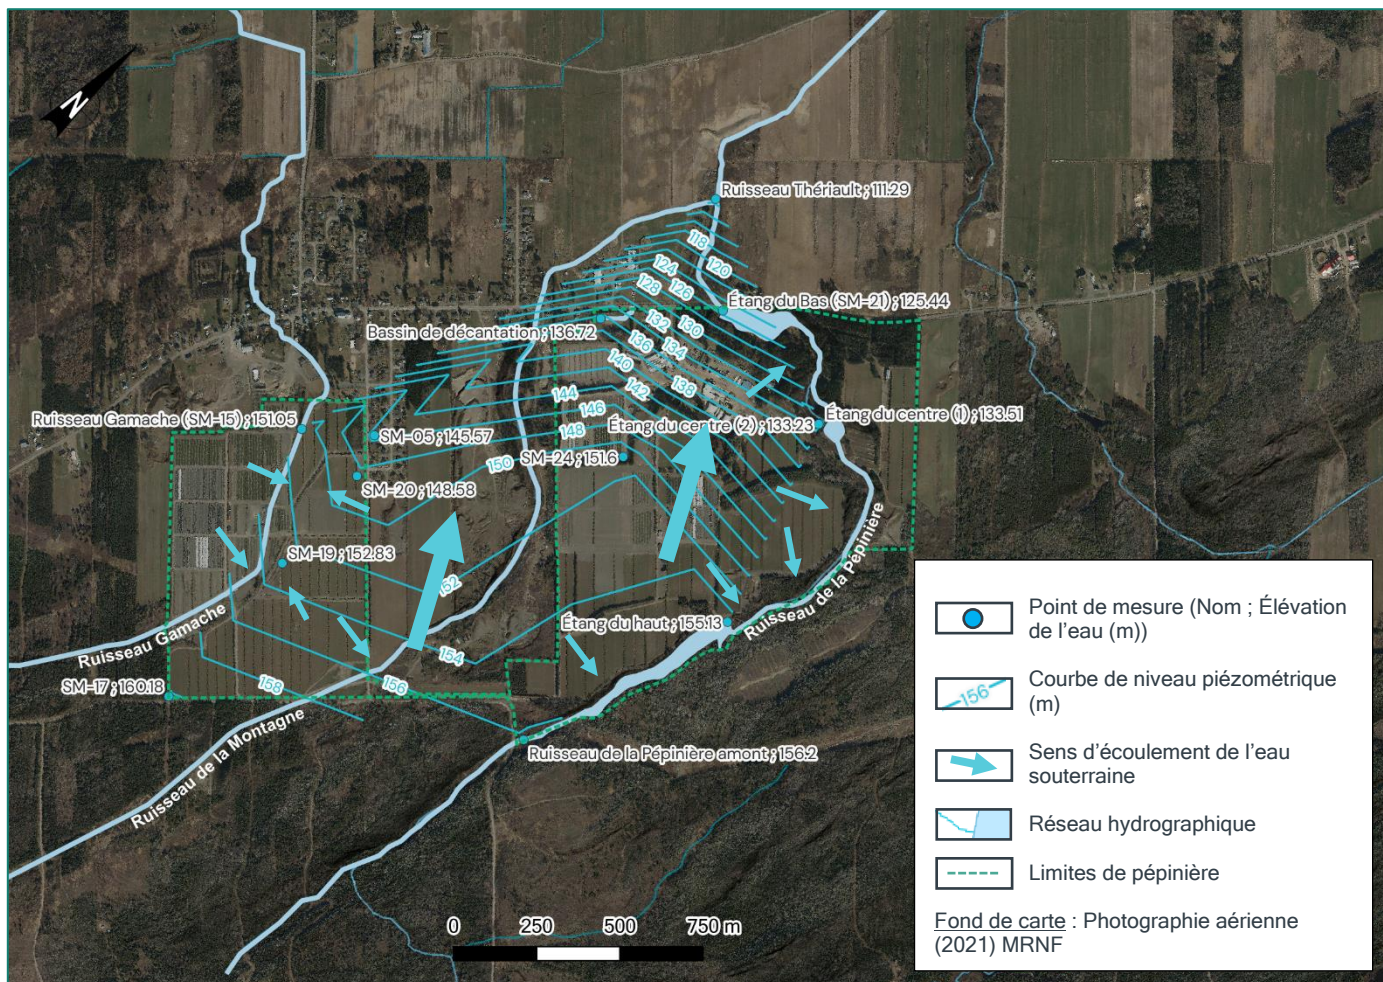 N
Ruisseau Thériault ; 111.29
118
120
124
126
128
Étang du Bas (SM-21) ; 125.44
Bassin de décantation ; 136.72
132
130
134
136
138
140
142
144
146
148
150
Ruisseau Gamache (SM-15) ; 151.05
SM-05 ; 145.57
Étang du centre (1) ; 133.51
Étang du centre (2) ; 133.23
SM-24 ; 151.6
SM-20 ; 148.58
SM-19 ; 152.83
152
154
156
158
Étang du haut ; 155.13
Ruisseau de la Pépinière
Ruisseau Gamache
SM-17 ; 160.18
Ruisseau de la Montagne
Ruisseau de la Pépinière amont ; 156.2
0 250 500 750 m
Point de mesure (Nom ; Élévation
de l'eau (m))
156
Courbe de niveau piézométrique
(m)
Sens d'écoulement de l'eau
souterraine
Réseau hydrographique
Limites de pépinière
Fond de carte : Photographie aérienne
(2021) MRNF